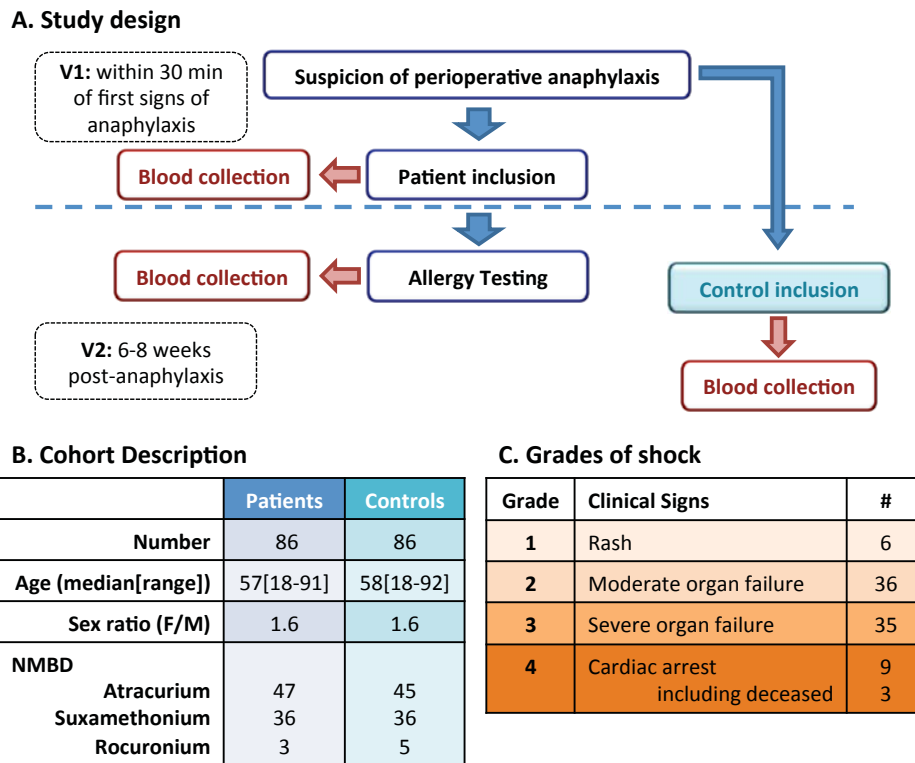 A. Study design
V1: within 30 min
of first signs of
anaphylaxis
Suspicion of perioperative anaphylaxis
Blood collection
Patient inclusion
Blood collection
Allergy Testing
Control inclusion
V2: 6-8 weeks
post-anaphylaxis
Blood collection
B. Cohort Description
Patients Controls
Number 86 86
Age (median[range]) 57[18-91] 58[18-92]
Sex ratio (F/M) 1.6 1.6
NMBD
Atracurium 47 45
Suxamethonium 36 36
Rocuronium 3 5
C. Grades of shock
Grade Clinical Signs #
1 Rash 6
2 Moderate organ failure 36
3 Severe organ failure 35
4 Cardiac arrest 9
including deceased 3